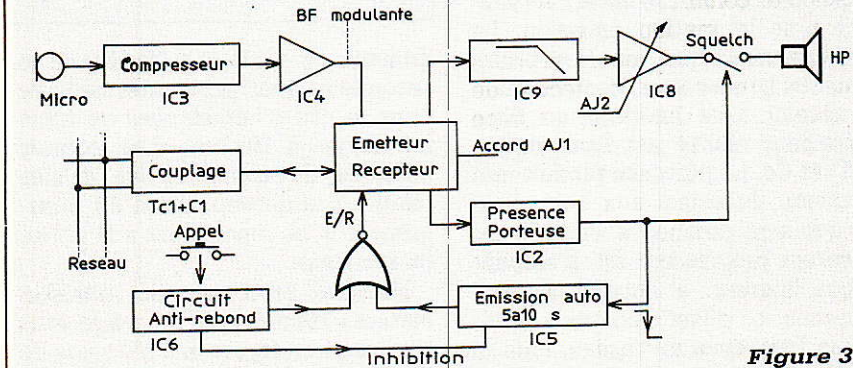 BF modulante
Micro
Compresseur
IC3
IC4
IC9
AJ2
IC8
Squelch
HP
Emetteur
Recepteur
Accord AJ1
Couplage
Tc1+C1
Reseau
Appel
E/R
Presence
Porteuse
IC2
Circuit
Anti-rebond
IC6
Emission auto
5a10 s
IC5
Inhibition
Figure 3